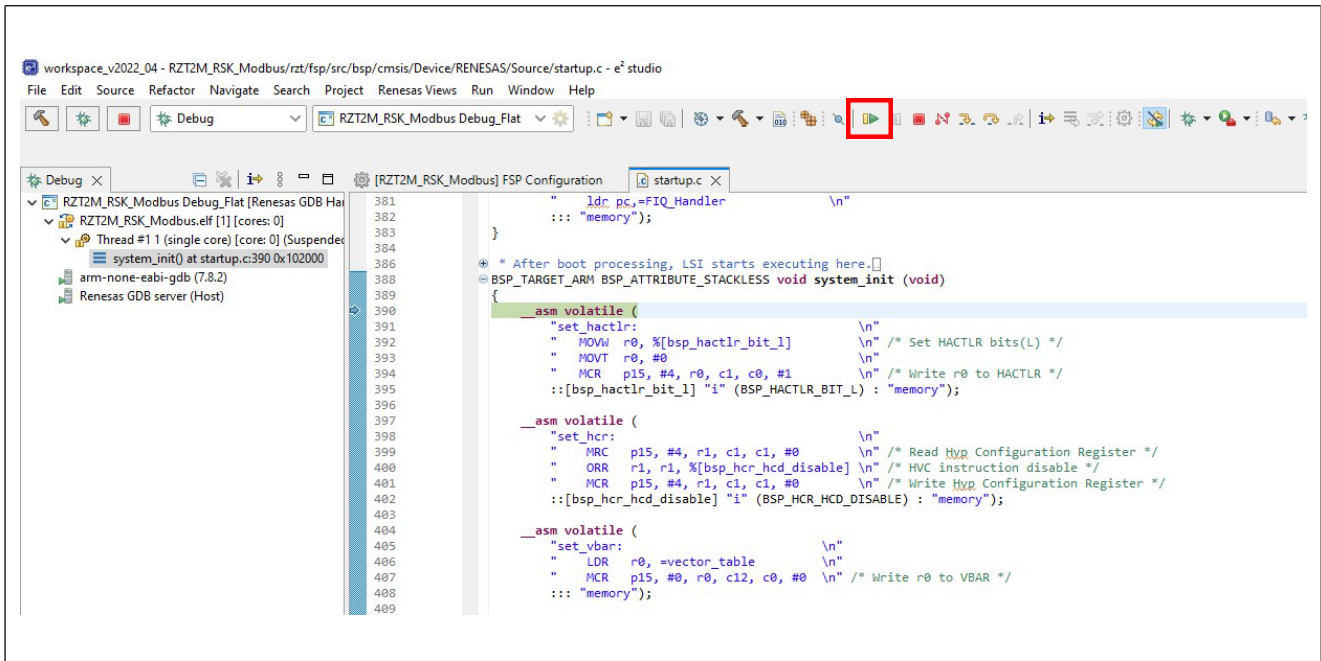 workspace_v2022_04 - RZT2M_RSK_Modbus/rzt/fsp/src/bsp/cmsis/Device/RENESAS/Source/startup.c - e² studio
File Edit Source Refactor Navigate Search Project Renesas Views Run Window Help
Debug
RZT2M_RSK_Modbus Debug_Flat
Debug
[RZT2M_RSK_Modbus] FSP Configuration
startup.c
RZT2M_RSK_Modbus Debug_Flat [Renesas GDB Har
RZT2M_RSK_Modbus.elf [1] [cores: 0]
Thread #1 1 (single core) [core: 0] (Suspended
system_init() at startup.c:390 0x102000
arm-none-eabi-gdb (7.8.2)
Renesas GDB server (Host)
381 " ldr pc,=FIQ_Handler \n"
382 ::: "memory");
383 }
384
386 * After boot processing, LSI starts executing here.
388 BSP_TARGET_ARM BSP_ATTRIBUTE_STACKLESS void system_init (void)
389 {
390 __asm volatile (
391 "set_hactlr: \n"
392 " MOVW r0, %[bsp_hactlr_bit_l] \n" /* Set HACTLR bits(L) */
393 " MOVT r0, #0 \n"
394 " MCR p15, #4, r0, c1, c0, #1 \n" /* Write r0 to HACTLR */
395 ::[bsp_hactlr_bit_l] "i" (BSP_HACTLR_BIT_L) : "memory");
396
397 __asm volatile (
398 "set_hcr: \n"
399 " MRC p15, #4, r1, c1, c1, #0 \n" /* Read Hyp Configuration Register */
400 " ORR r1, r1, %[bsp_hcr_hcd_disable] \n" /* HVC instruction disable */
401 " MCR p15, #4, r1, c1, c1, #0 \n" /* Write Hyp Configuration Register */
402 ::[bsp_hcr_hcd_disable] "i" (BSP_HCR_HCD_DISABLE) : "memory");
403
404 __asm volatile (
405 "set_vbar: \n"
406 " LDR r0, =vector_table \n"
407 " MCR p15, #0, r0, c12, c0, #0 \n" /* Write r0 to VBAR */
408 ::: "memory");
409